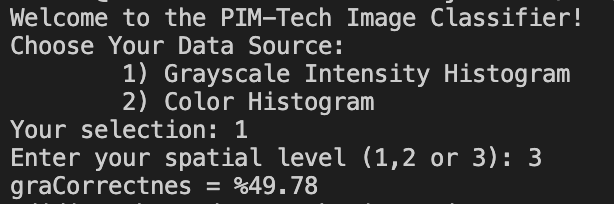 Welcome to the PIM-Tech Image Classifier!
Choose Your Data Source:
1) Grayscale Intensity Histogram
2) Color Histogram
Your selection: 1
Enter your spatial level (1,2 or 3): 3
graCorrectnes = %49.78